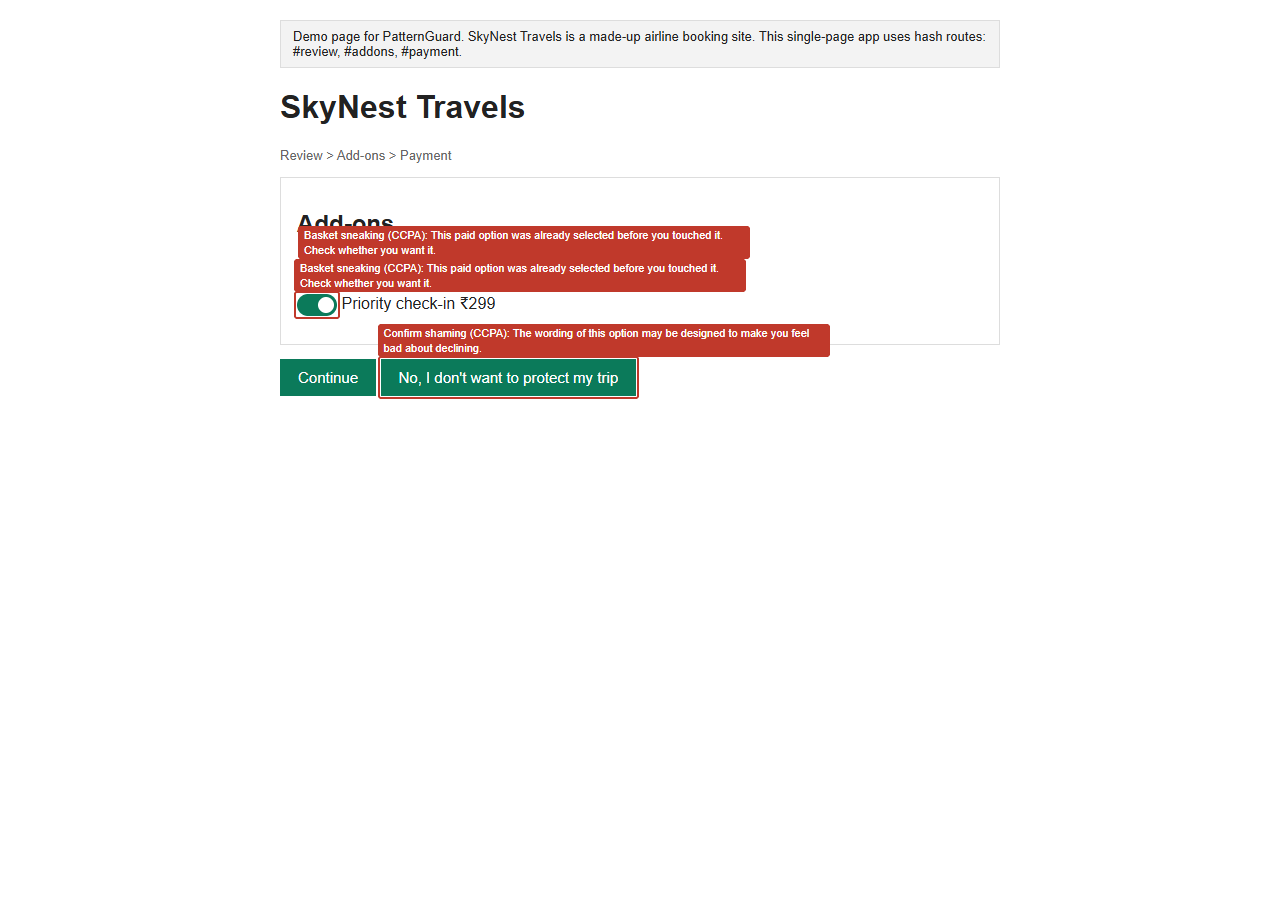 Demo page for PatternGuard. SkyNest Travels is a made-up airline booking site. This single-page app uses hash routes:
#review, #addons, #payment.
SkyNest Travels
Review > Add-ons > Payment
Add-ons
Basket sneaking (CCPA): This paid option was already selected before you touched it.
Check whether you want it.
Basket sneaking (CCPA): This paid option was already selected before you touched it.
Check whether you want it.
Priority check-in ₹299
Confirm shaming (CCPA): The wording of this option may be designed to make you feel
bad about declining.
Continue
No, I don't want to protect my trip